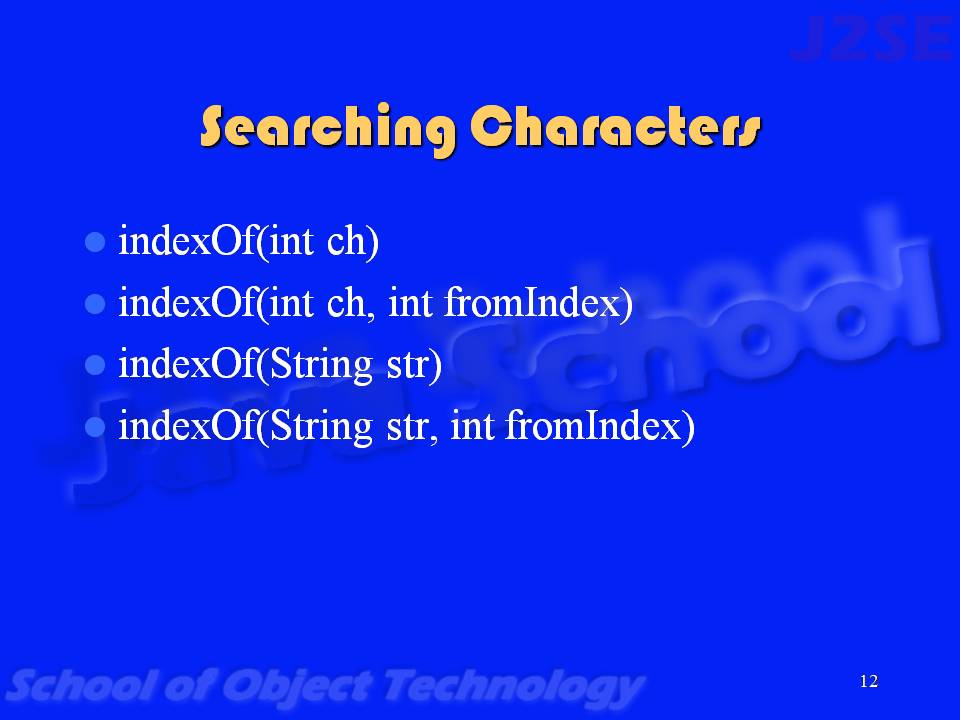 J2SE
Searching Characters
indexOf(int ch)
indexOf(int ch, int fromIndex)
indexOf(String str)
indexOf(String str, int fromIndex)
Java School
School of Object Technology
12